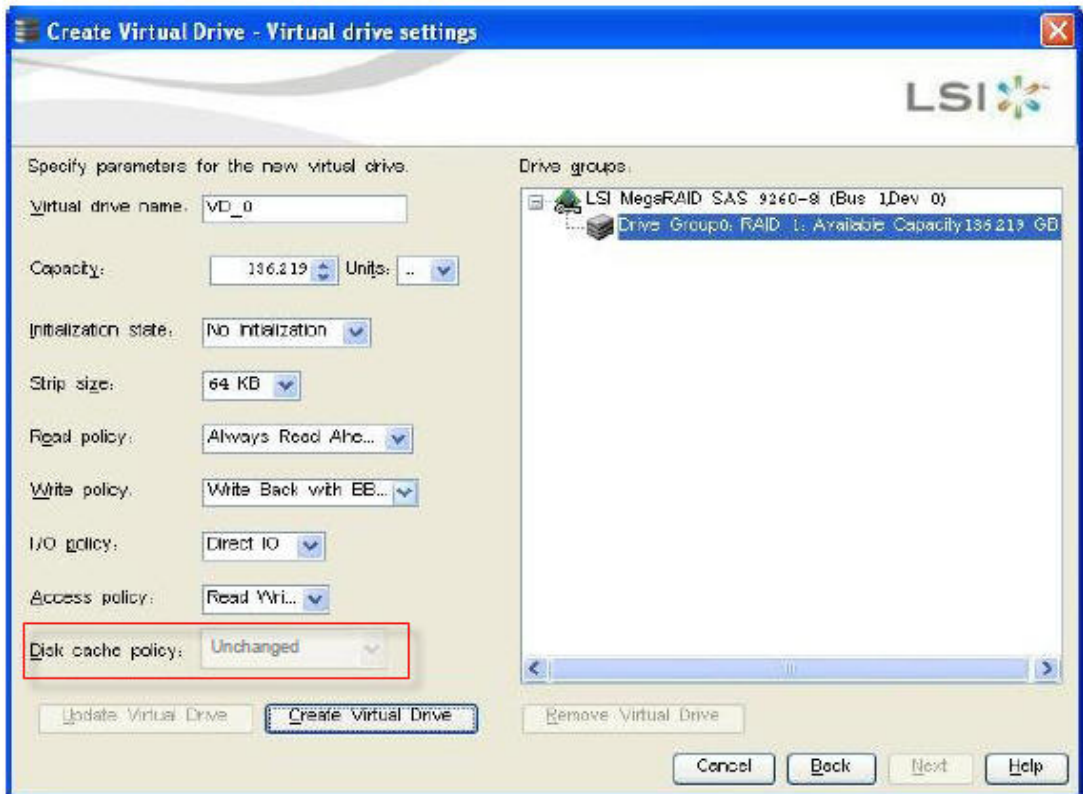 Create Virtual Drive - Virtual drive settings
LSI
Specify parameters for the new virtual drive.
Drive groups:
Virtual drive name: VD_0
LSI MegaRAID SAS 9260-8i (Bus 1,Dev 0)
Drive Group0: RAID 1: Available Capacity 136.219 GB
Capacity: 136.219 Units: ..
Initialization state: No Initialization
Strip size: 64 KB
Read policy: Always Read Ahe...
Write policy: Write Back with BB...
I/O policy: Direct IO
Access policy: Read Wri...
Disk cache policy: Unchanged
Update Virtual Drive Create Virtual Drive Remove Virtual Drive
Cancel Back Next Help